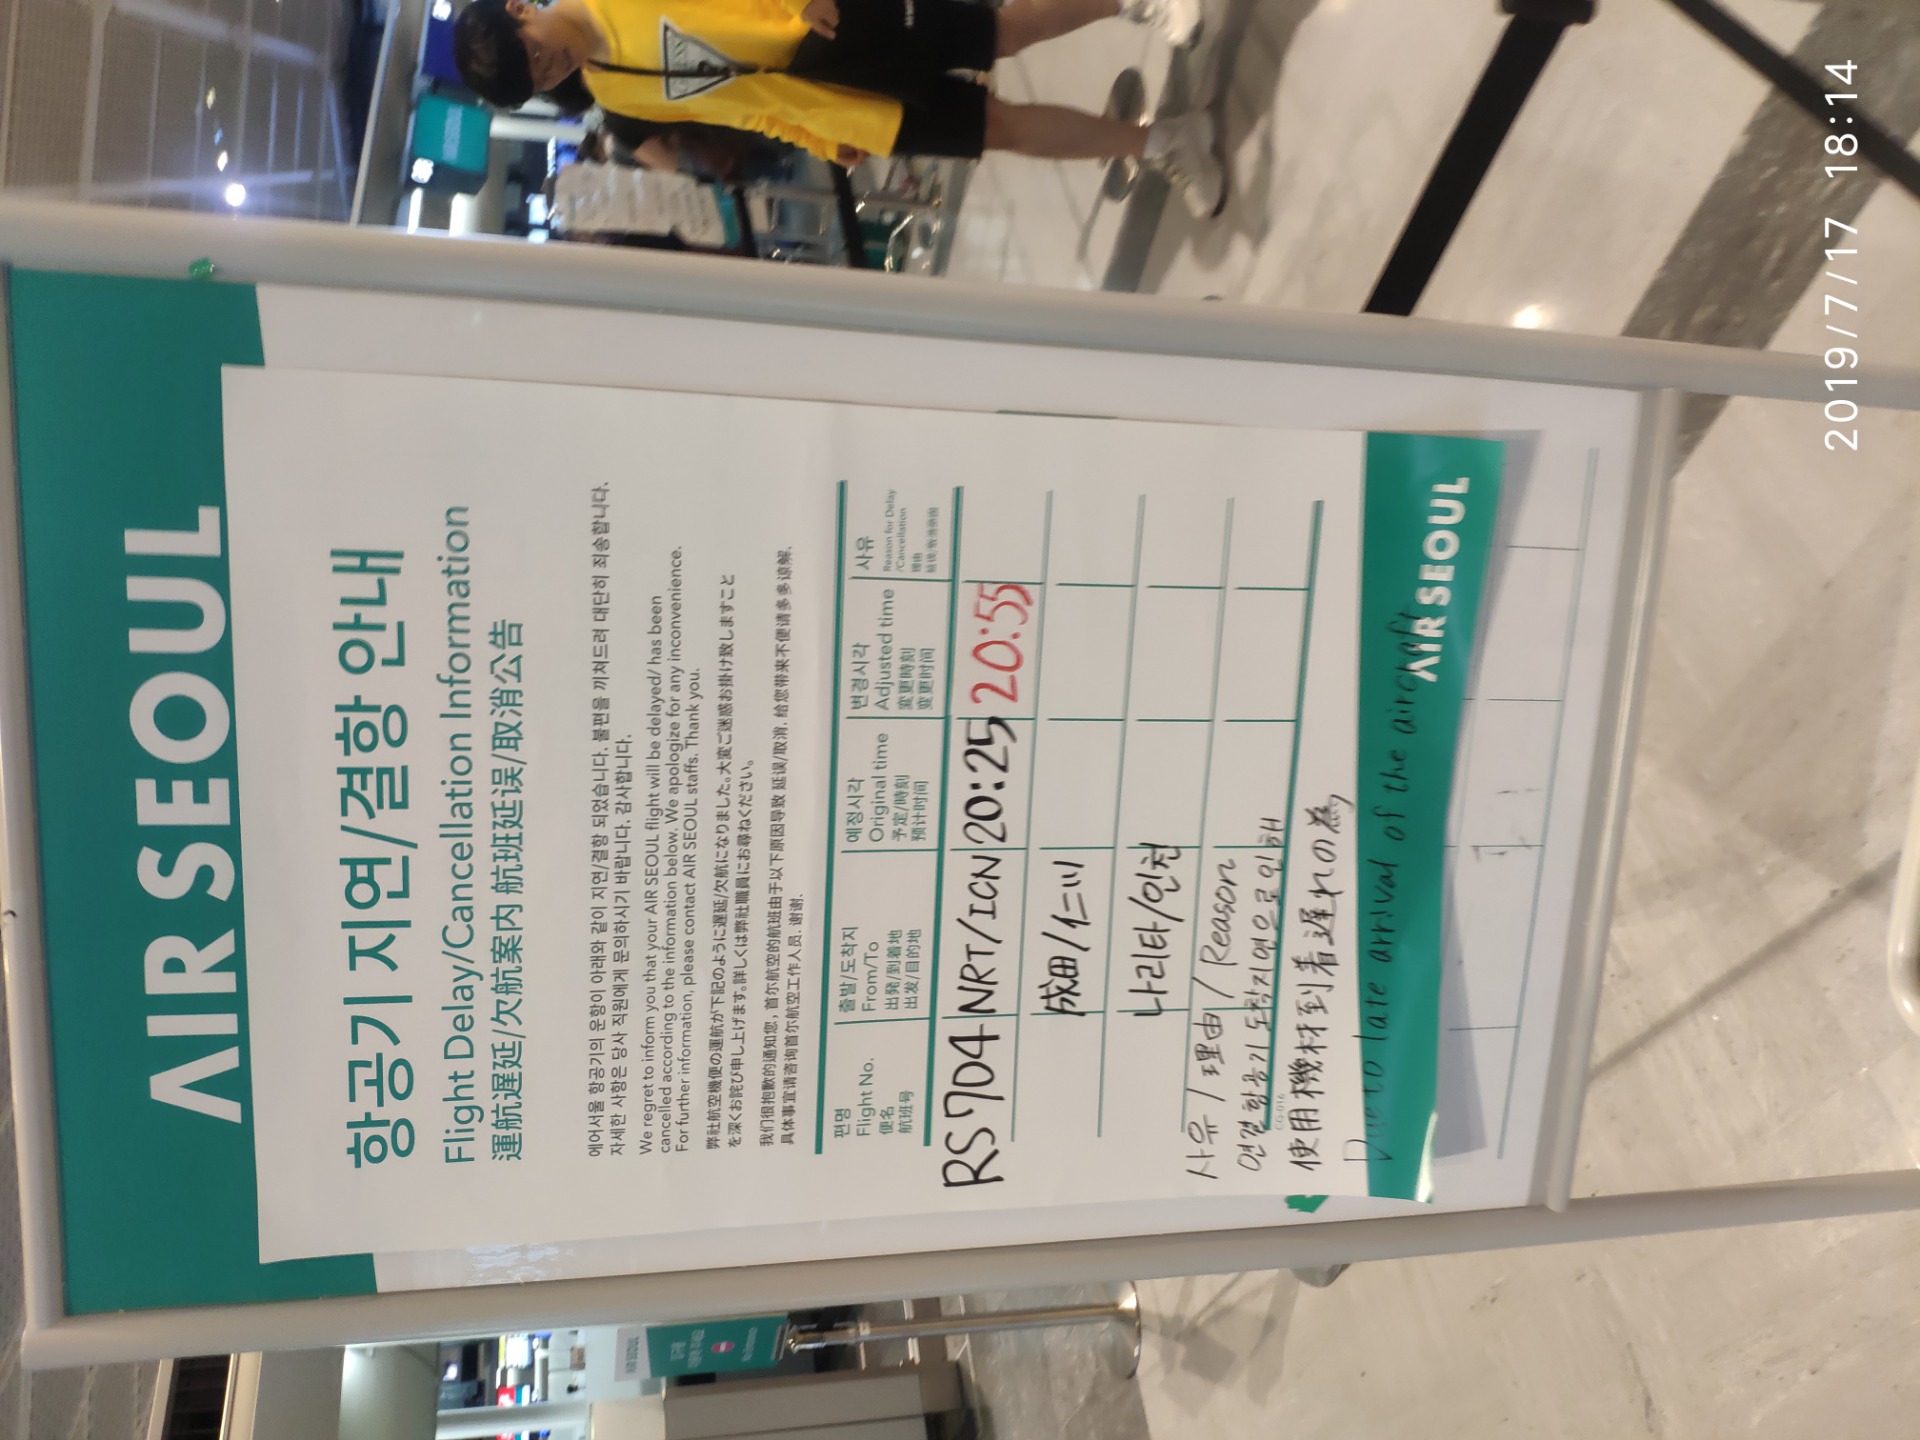 AIR SEOUL
항공기 지연/결항 안내
Flight Delay/Cancellation Information
運航遅延/欠航案内 航班延误/取消公告
에어서울 항공기의 운항이 아래와 같이 지연/결항 되었습니다. 불편을 끼쳐드려 대단히 죄송합니다.
자세한 사항은 당사 직원에게 문의하시기 바랍니다. 감사합니다.
We regret to inform you that your AIR SEOUL flight will be delayed/ has been
cancelled according to the information below. We apologize for any inconvenience.
For further information, please contact AIR SEOUL staffs. Thank you.
弊社航空機便の運航が下記のように遅延/欠航になりました。大変ご迷惑お掛け致しますこと
を深くお詫び申し上げます。詳しくは弊社職員にお尋ねください。
我们很抱歉的通知您, 首尔航空的航班由于以下原因导致 延误/取消. 给您带来不便请多多谅解.
具体事宜请咨询首尔航空工作人员. 谢谢.
편명 출발/도착지 예정시각 변경시각 사유
Flight No. From/To Original time Adjusted time Reason for Delay
/Cancellation
便名 出発/到着地 予定/時刻 変更時刻 理由
航班号 出发/目的地 预计时间 变更时间
RS704 NRT/ICN 20:25 20:55
成田/仁川
나리타/인천
사유 / 理由 / Reason
연결항공기 도착지연으로 인해
CG-016
使用機材到着遅れの為
Due to late arrival of the aircraft
AIR SEOUL
2019/7/17 18:14